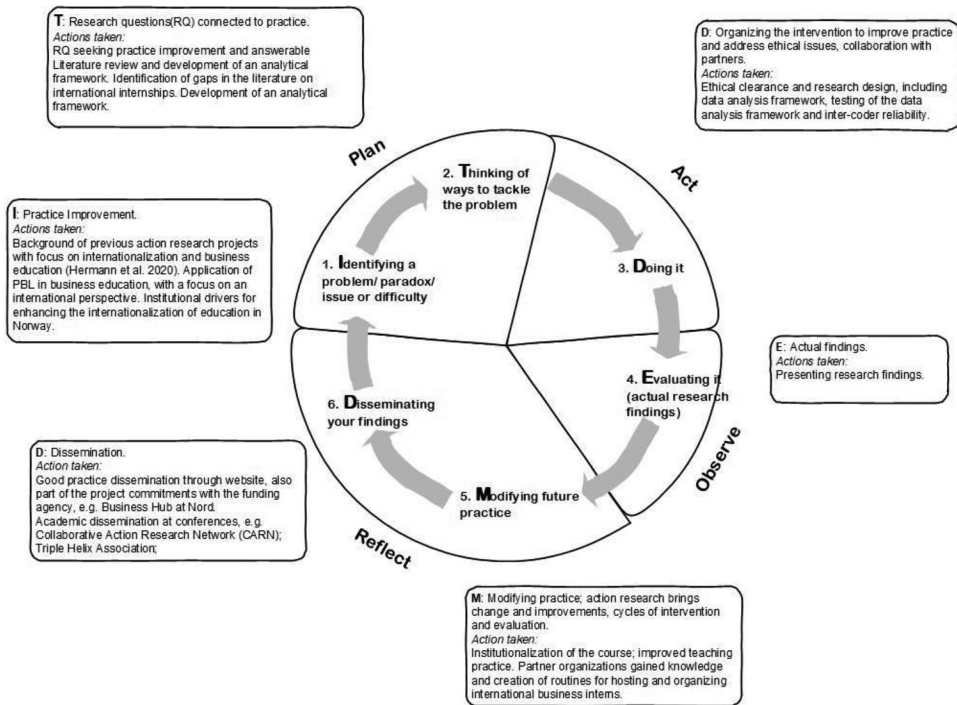 T: Research questions(RQ) connected to practice.
Actions taken:
RQ seeking practice improvement and answerable
Literature review and development of an analytical
framework. Identification of gaps in the literature on
international internships. Development of an analytical
framework.
D: Organizing the intervention to improve practice
and address ethical issues, collaboration with
partners.
Actions taken:
Ethical clearance and research design, including
data analysis framework, testing of the data
analysis framework and inter-coder reliability.
Plan
Act
2. Thinking of
ways to tackle
the problem
I: Practice Improvement.
Actions taken:
Background of previous action research projects
with focus on internationalization and business
education (Hermann et al. 2020). Application of
PBL in business education, with a focus on an
international perspective. Institutional drivers for
enhancing the internationalization of education in
Norway.
1. Identifying a
problem/ paradox/
issue or difficulty
3. Doing it
E: Actual findings.
Actions taken:
Presenting research findings.
4. Evaluating it
(actual research
findings)
6. Disseminating
your findings
Observe
D: Dissemination.
Action taken:
Good practice dissemination through website, also
part of the project commitments with the funding
agency, e.g. Business Hub at Nord.
Academic dissemination at conferences, e.g.
Collaborative Action Research Network (CARN);
Triple Helix Association;
5. Modifying future
practice
Reflect
M: Modifying practice; action research brings
change and improvements, cycles of intervention
and evaluation.
Action taken:
Institutionalization of the course; improved teaching
practice. Partner organizations gained knowledge
and creation of routines for hosting and organizing
international business interns.